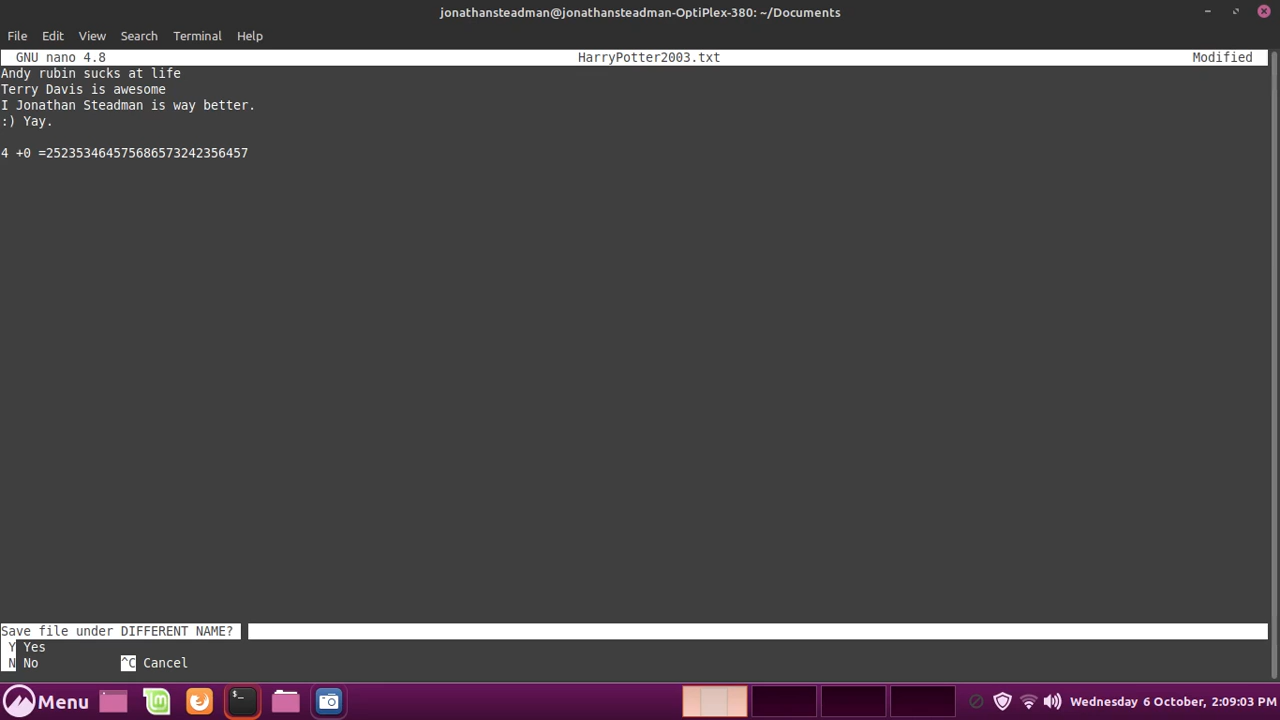 jonathansteadman@jonathansteadman-OptiPlex-380: ~/Documents
File Edit View Search Terminal Help
GNU nano 4.8 HarryPotter2003.txt Modified
Andy rubin sucks at life
Terry Davis is awesome
I Jonathan Steadman is way better.
:) Yay.
4 +0 =252353464575686573242356457
Save file under DIFFERENT NAME?
Y Yes
N No ^C Cancel
Menu $_ Wednesday 6 October, 2:09:03 PM